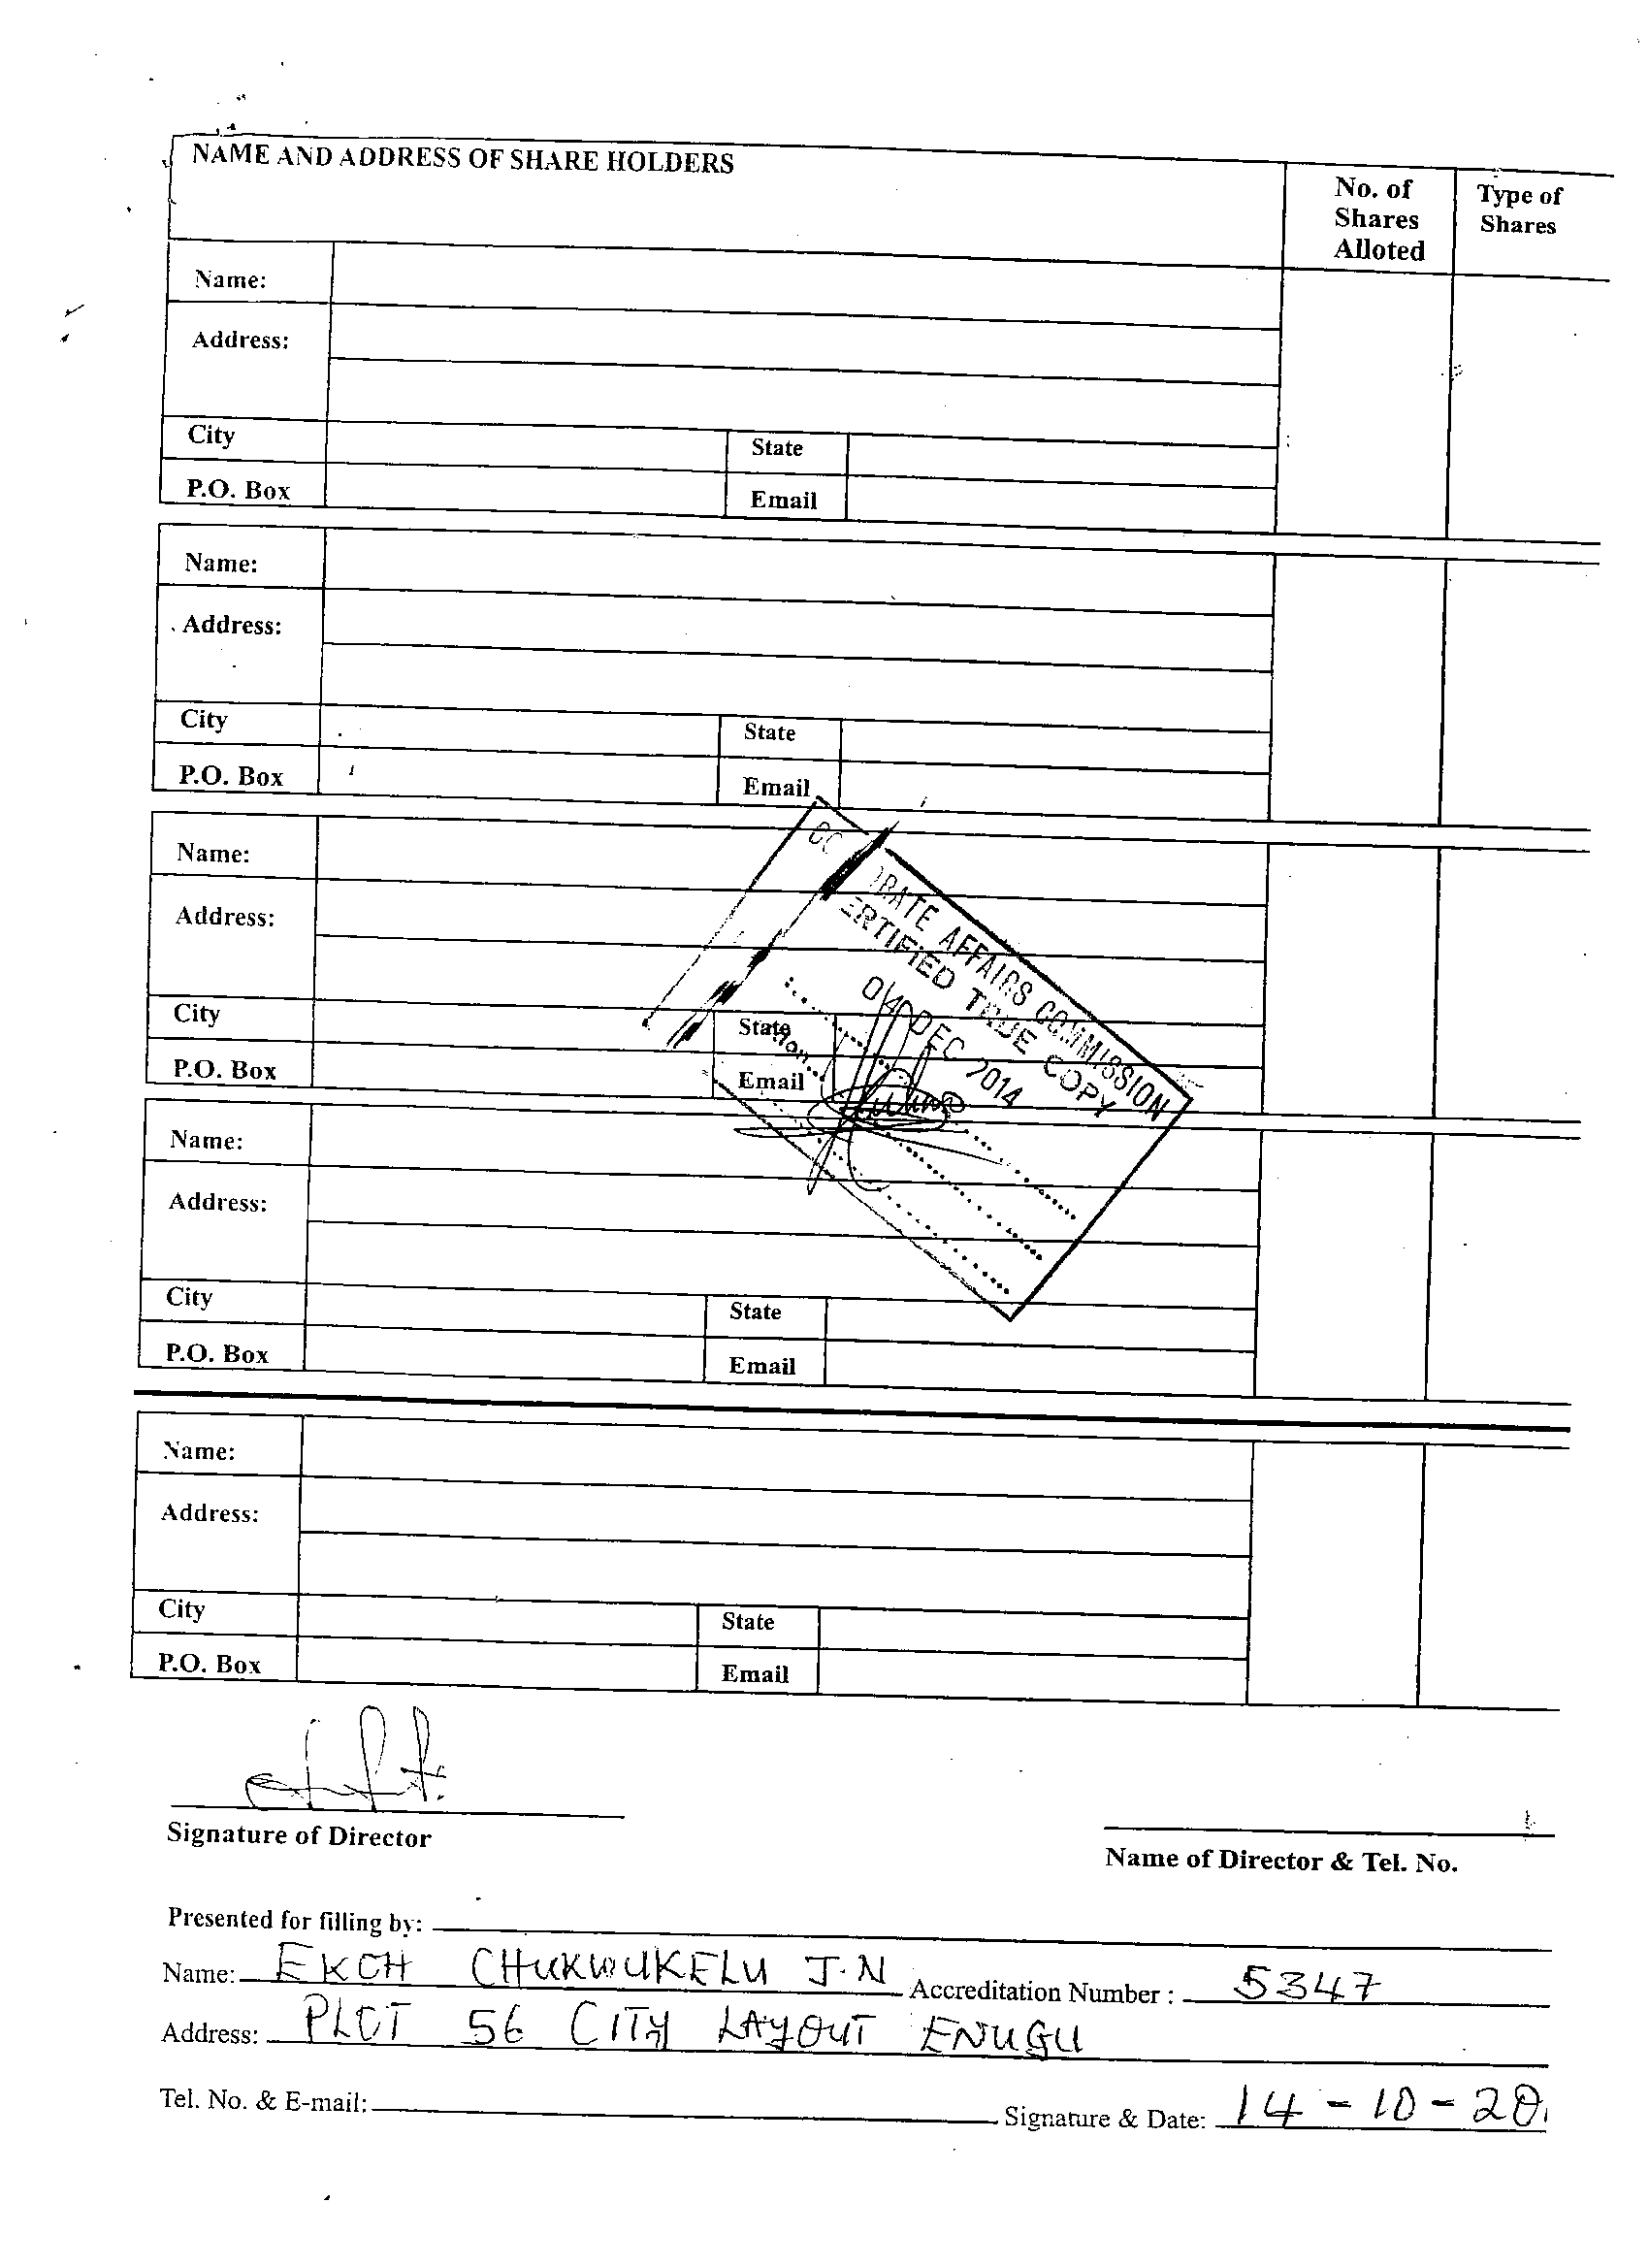 NAME AND ADDRESS OF SHARE HOLDERS
No. of Shares Alloted
Type of Shares
Name:
Address:
City
State
P.O. Box
Email
Name:
Address:
City
State
P.O. Box
Email
Name:
Address:
City
State
P.O. Box
Email
RATE AFFAIRS COMMISSION
ERTIFIED TRUE COPY
04 DEC 2014
Name:
Address:
City
State
P.O. Box
Email
Name:
Address:
City
State
P.O. Box
Email
Signature of Director
Name of Director & Tel. No.
Presented for filling by:
Name: EKOH CHUKWUKELU J.N Accreditation Number : 5347
Address: PLOT 56 CITY LAYOUT ENUGU
Tel. No. & E-mail: Signature & Date: 14-10-20